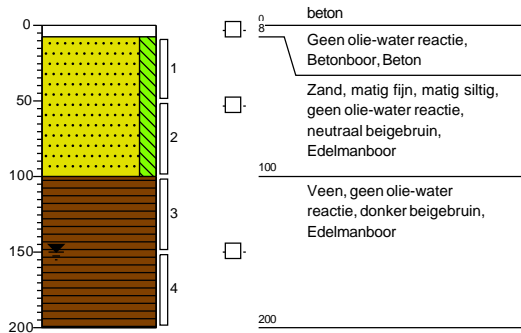 0
50
100
150
200
1
2
3
4
0
beton
8
Geen olie-water reactie,
Betonboor, Beton
Zand, matig fijn, matig siltig,
geen olie-water reactie,
neutraal beigebruin,
Edelmanboor
100
Veen, geen olie-water
reactie, donker beigebruin,
Edelmanboor
200